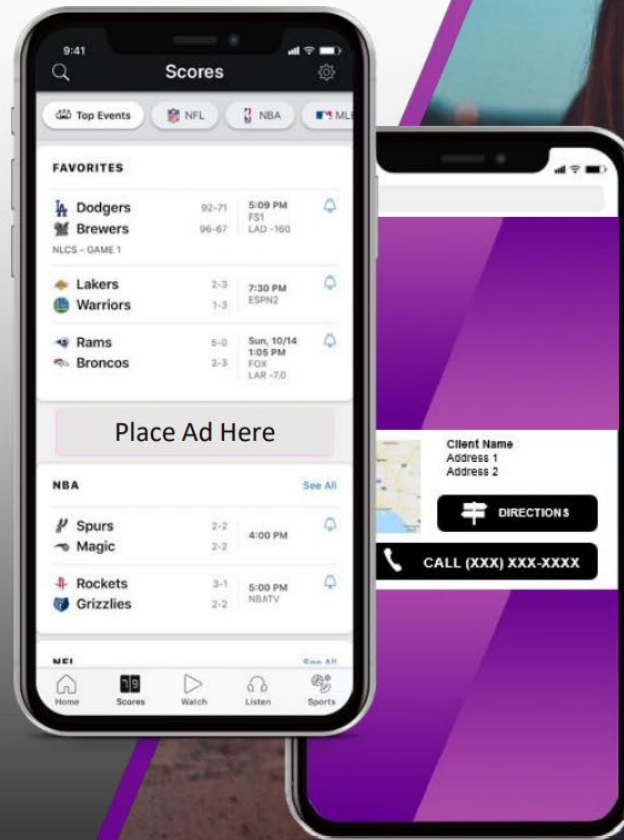 9:41
Scores
Top Events
NFL
NBA
MLB
FAVORITES
Dodgers 92-71 5:09 PM
FS1
Brewers 96-67 LAD -160
NLCS - GAME 1
Lakers 2-3 7:30 PM
Warriors 1-3 ESPN2
Rams 5-0 Sun, 10/14
1:05 PM
Broncos 2-3 FOX
LAR -7.0
Place Ad Here
NBA See All
Spurs 2-2 4:00 PM
Magic 2-2
Rockets 3-1 5:00 PM
Grizzlies 2-2 NBATV
NFL See All
Home Scores Watch Listen Sports
Client Name
Address 1
Address 2
DIRECTIONS
CALL (XXX) XXX-XXXX